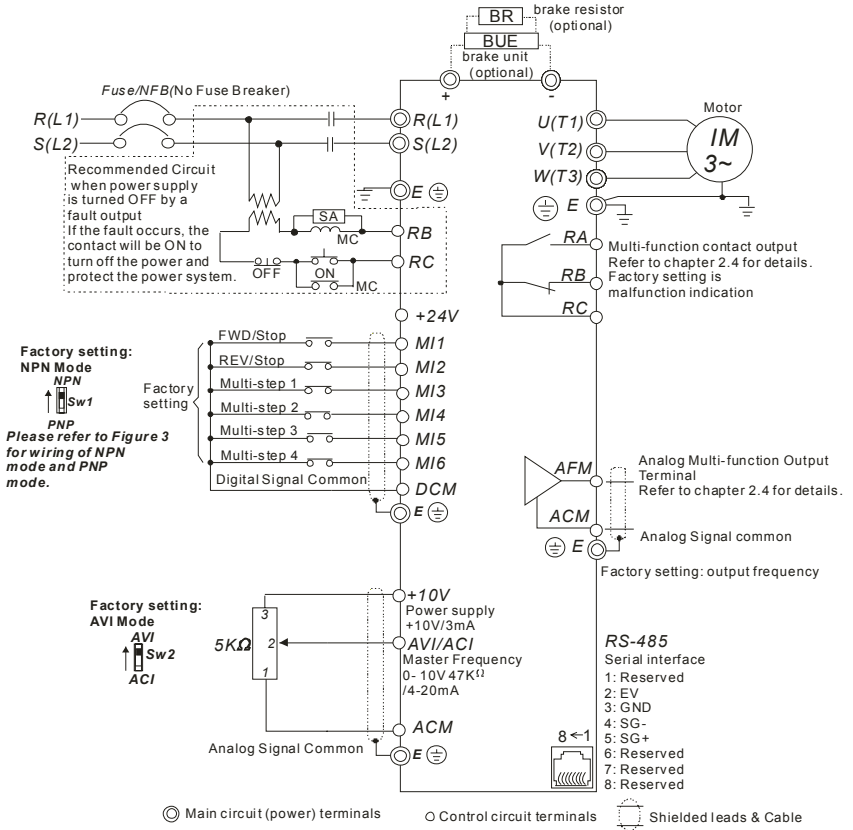 BR
brake resistor
(optional)
BUE
brake unit
(optional)
+
-
Fuse/NFB(No Fuse Breaker)
R(L1)
S(L2)
R(L1)
S(L2)
Recommended Circuit
when power supply
is turned OFF by a
fault output
If the fault occurs, the
contact will be ON to
turn off the power and
protect the power system.
E
SA
MC
RB
RC
OFF
ON
MC
U(T1)
V(T2)
W(T3)
E
Motor
IM
3~
RA
RB
RC
Multi-function contact output
Refer to chapter 2.4 for details.
Factory setting is
malfunction indication
+24V
Factory setting:
NPN Mode
NPN
Sw1
PNP
Please refer to Figure 3
for wiring of NPN
mode and PNP
mode.
Factory
setting
FWD/Stop
MI1
REV/Stop
MI2
Multi-step 1
MI3
Multi-step 2
MI4
Multi-step 3
MI5
Multi-step 4
MI6
Digital Signal Common
DCM
E
AFM
ACM
E
Analog Multi-function Output
Terminal
Refer to chapter 2.4 for details.
Analog Signal common
Factory setting: output frequency
Factory setting:
AVI Mode
AVI
Sw2
ACI
5KΩ
3
2
1
+10V
Power supply
+10V/3mA
AVI/ACI
Master Frequency
0- 10V 47KΩ
/4-20mA
ACM
Analog Signal Common
E
RS-485
Serial interface
1: Reserved
2: EV
3: GND
4: SG-
5: SG+
6: Reserved
7: Reserved
8: Reserved
8←1
Main circuit (power) terminals
Control circuit terminals
Shielded leads & Cable